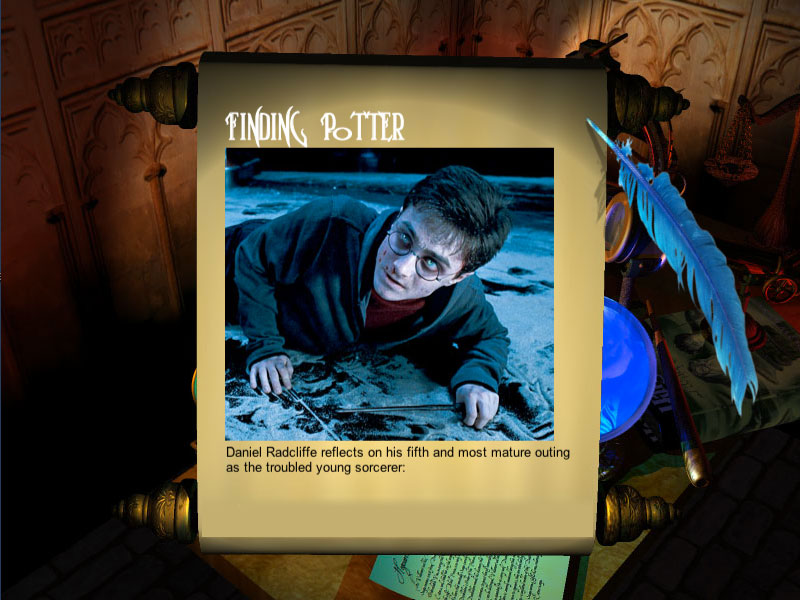 FINDING POTTER
Daniel Radcliffe reflects on his fifth and most mature outing
as the troubled young sorcerer: